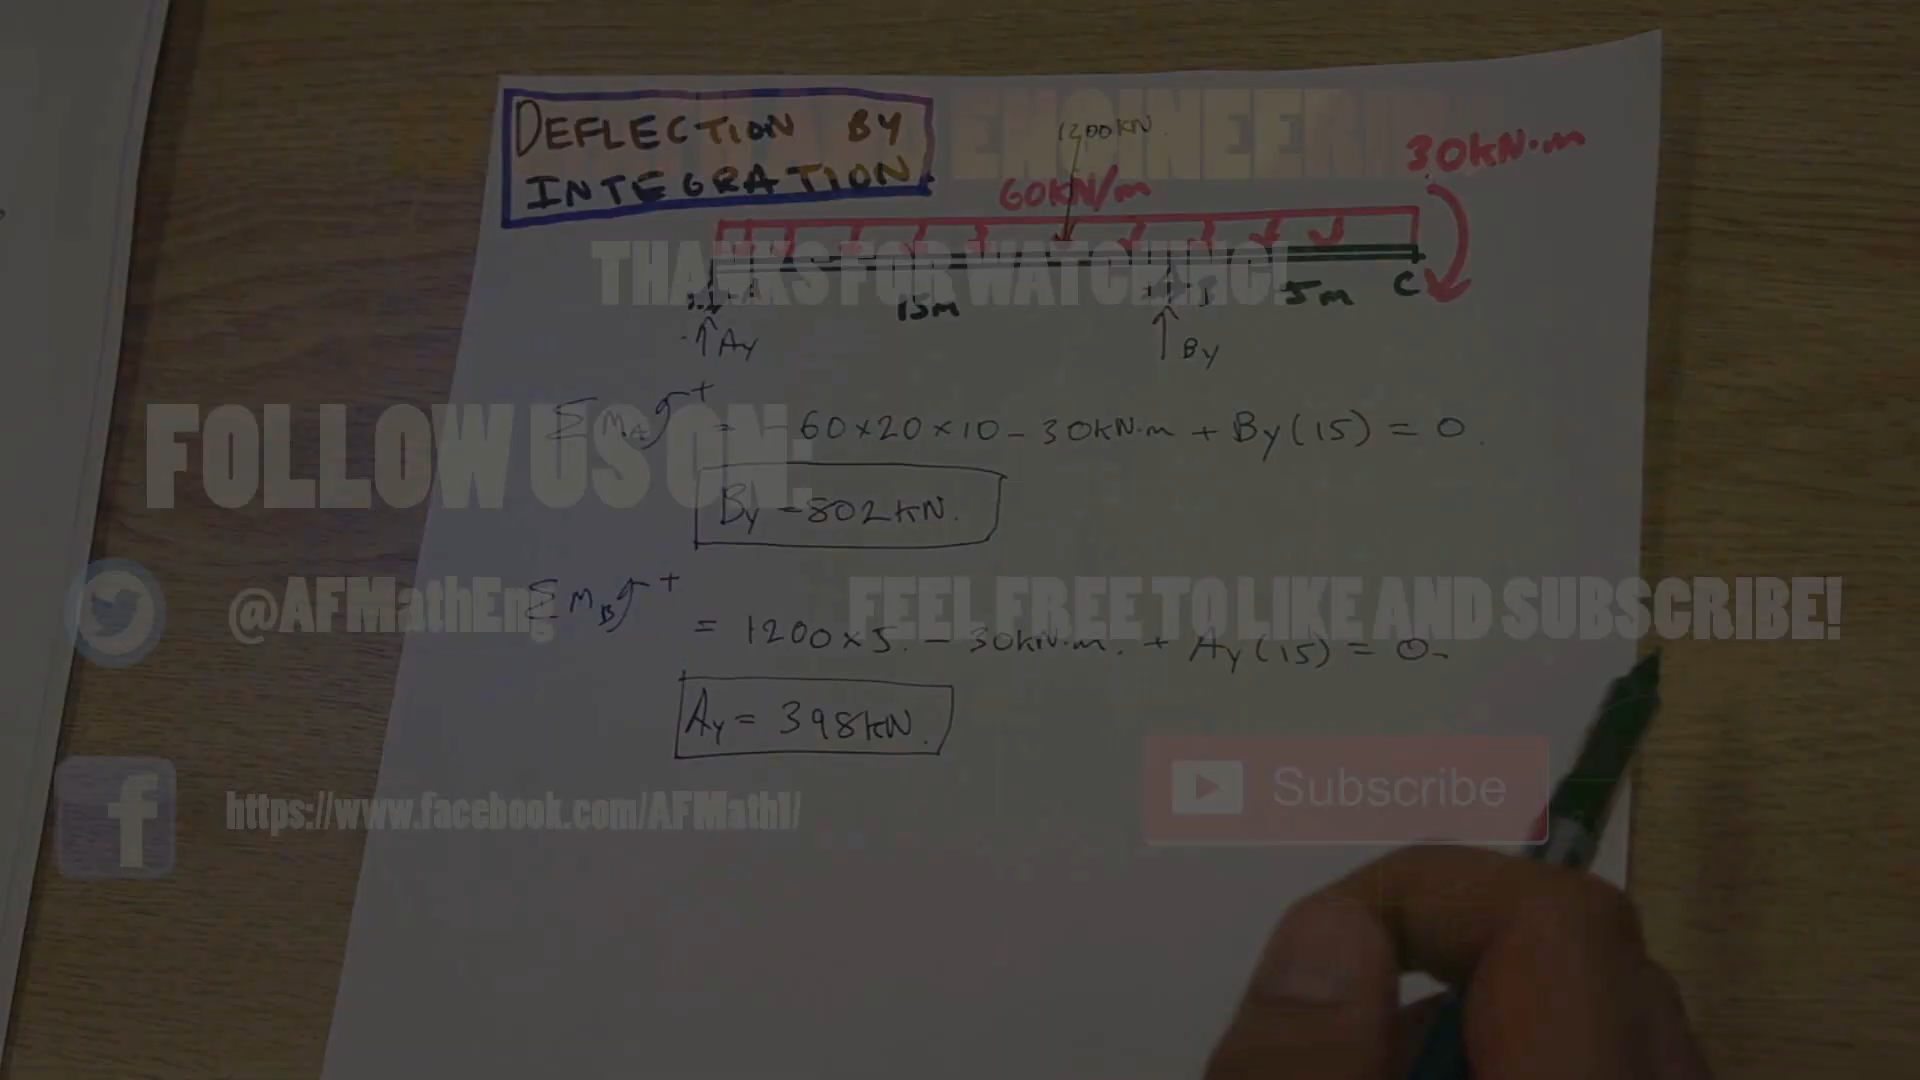 DEFLECTION BY
INTEGRATION
ENGINEERING
1200KN
60KN/m
30KN·m
THANKS FOR WATCHING!
15m
5m
C
Ay
By
FOLLOW US ON:
ΣMA + = - 60×20×10 - 30KN·m + By(15) = 0.
By = 802KN.
@AFMathEng
FEEL FREE TO LIKE AND SUBSCRIBE!
ΣMB + = 1200×5. - 30KN·m. + Ay(15) = 0
Ay = 398KN.
Subscribe
https://www.facebook.com/AFMath1/